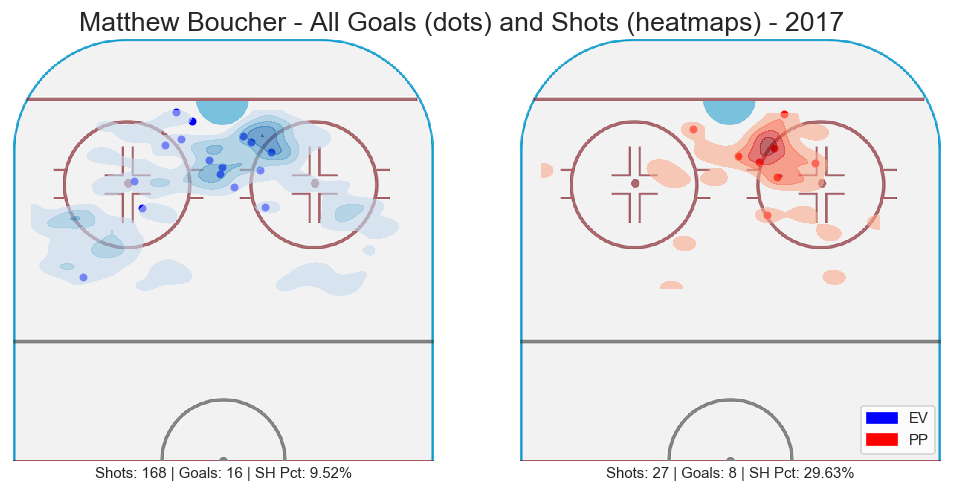 Matthew Boucher - All Goals (dots) and Shots (heatmaps) - 2017
EV
PP
Shots: 168 | Goals: 16 | SH Pct: 9.52%
Shots: 27 | Goals: 8 | SH Pct: 29.63%